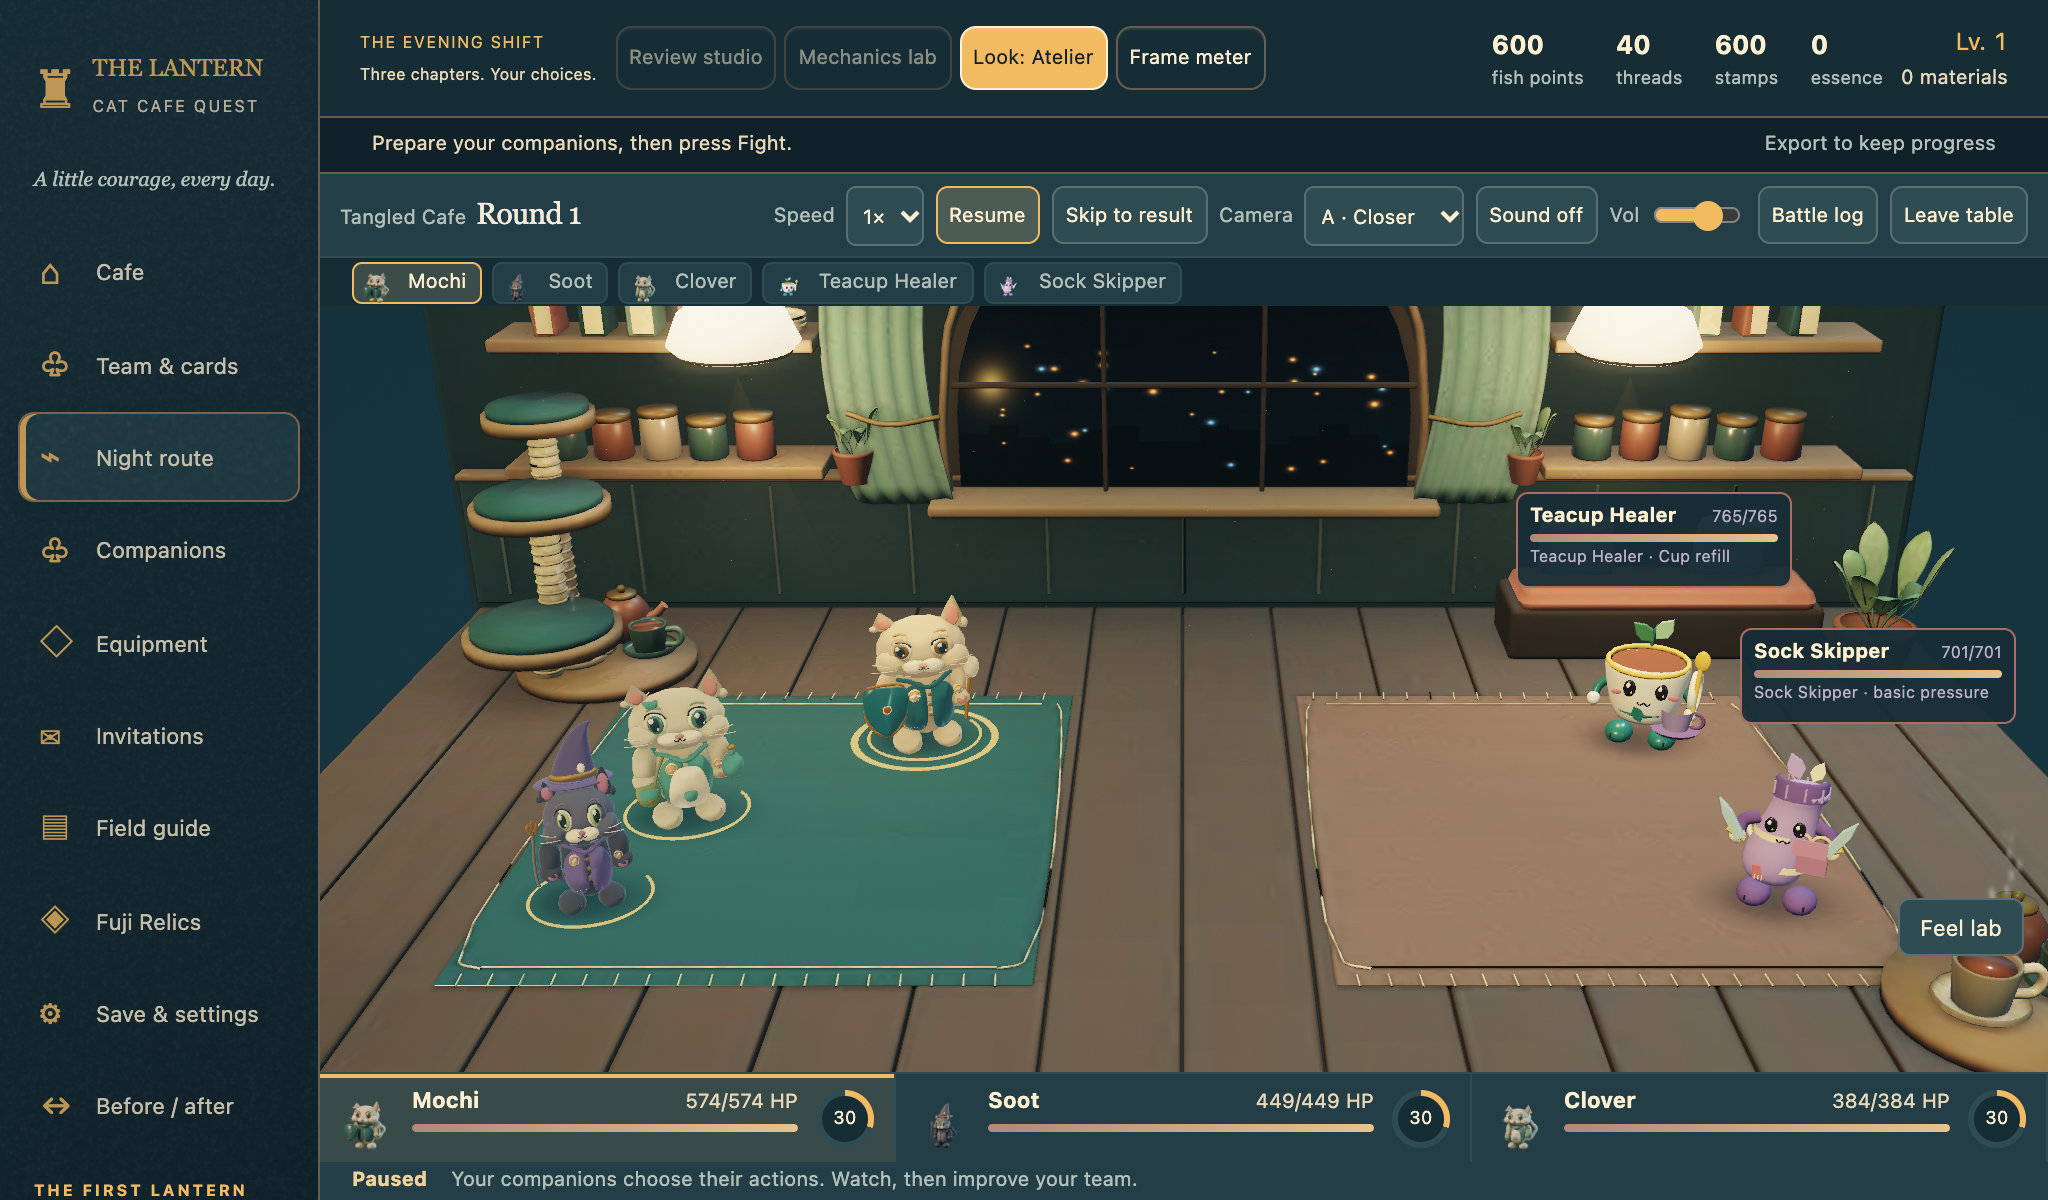 THE LANTERN
CAT CAFE QUEST
A little courage, every day.
Cafe
Team & cards
Night route
Companions
Equipment
Invitations
Field guide
Fuji Relics
Save & settings
Before / after
THE FIRST LANTERN
THE EVENING SHIFT
Three chapters. Your choices.
Review studio
Mechanics lab
Look: Atelier
Frame meter
600 fish points
40 threads
600 stamps
0 essence
Lv. 1
0 materials
Prepare your companions, then press Fight.
Export to keep progress
Tangled Cafe Round 1
Speed 1×
Resume
Skip to result
Camera A · Closer
Sound off
Vol
Battle log
Leave table
Mochi
Soot
Clover
Teacup Healer
Sock Skipper
Teacup Healer 765/765
Teacup Healer · Cup refill
Sock Skipper 701/701
Sock Skipper · basic pressure
Feel lab
Mochi 574/574 HP 30
Soot 449/449 HP 30
Clover 384/384 HP 30
Paused Your companions choose their actions. Watch, then improve your team.